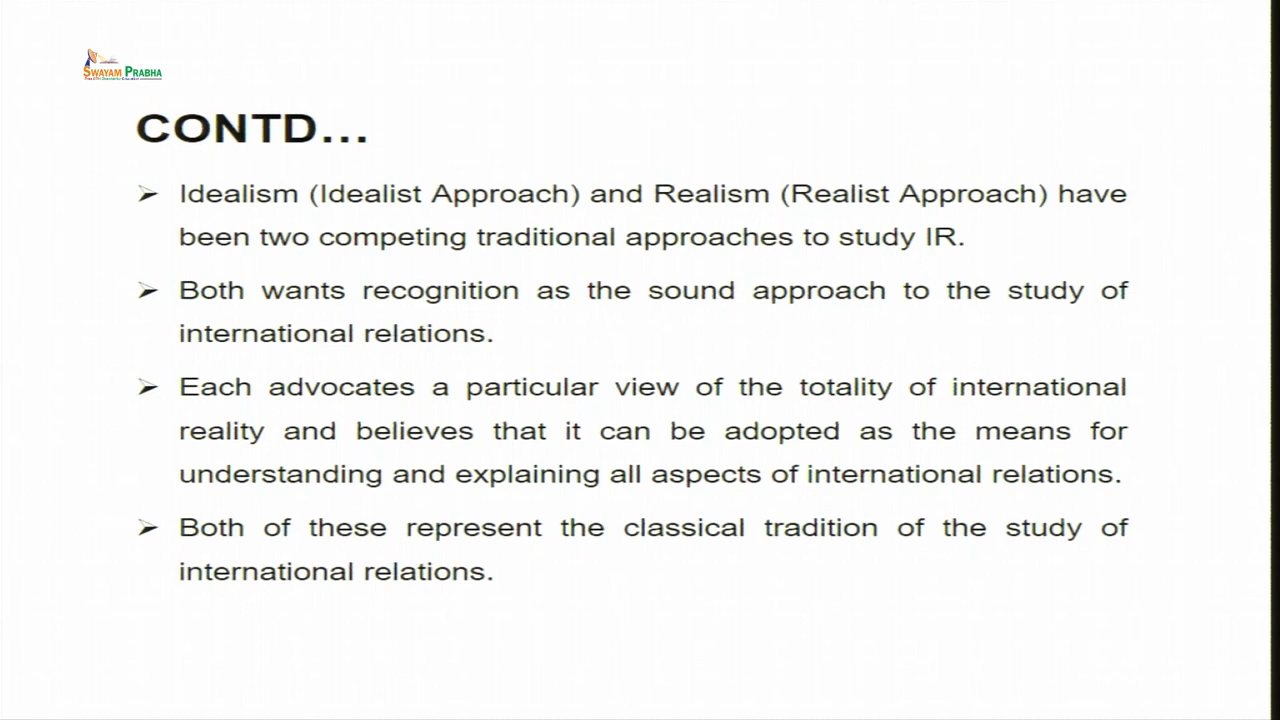 SWAYAM PRABHA
CONTD...
➢ Idealism (Idealist Approach) and Realism (Realist Approach) have
been two competing traditional approaches to study IR.
➢ Both wants recognition as the sound approach to the study of
international relations.
➢ Each advocates a particular view of the totality of international
reality and believes that it can be adopted as the means for
understanding and explaining all aspects of international relations.
➢ Both of these represent the classical tradition of the study of
international relations.